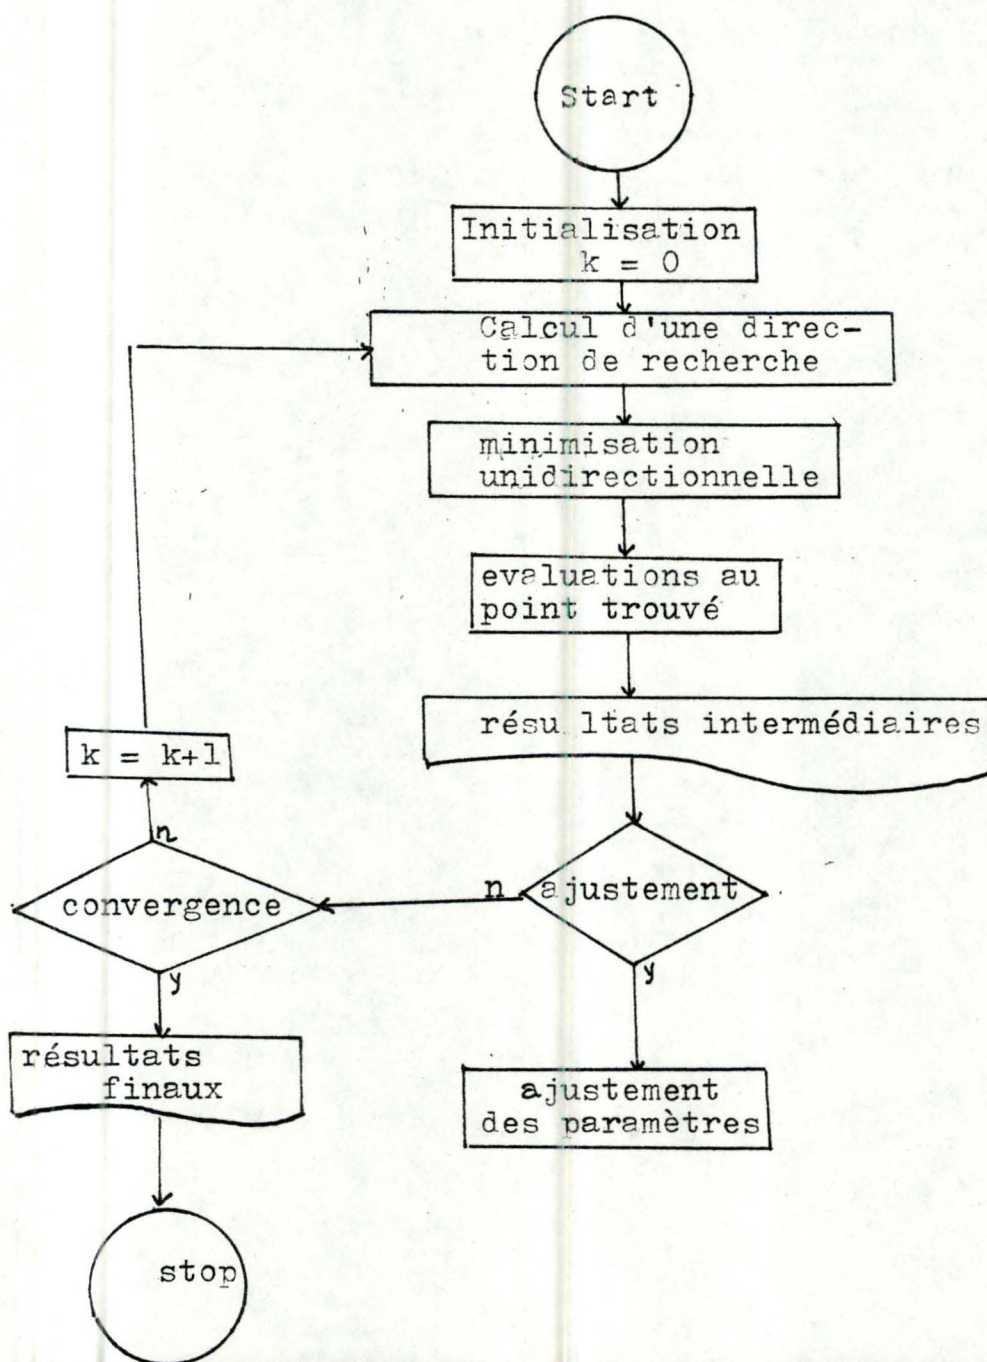 Start
Initialisation
k = 0
Calcul d'une direc-
tion de recherche
minimisation
unidirectionnelle
evaluations au
point trouvé
résu ltats intermédiaires
k = k+1
n
convergence
n
ajustement
y
y
résultats
finaux
ajustement
des paramètres
stop